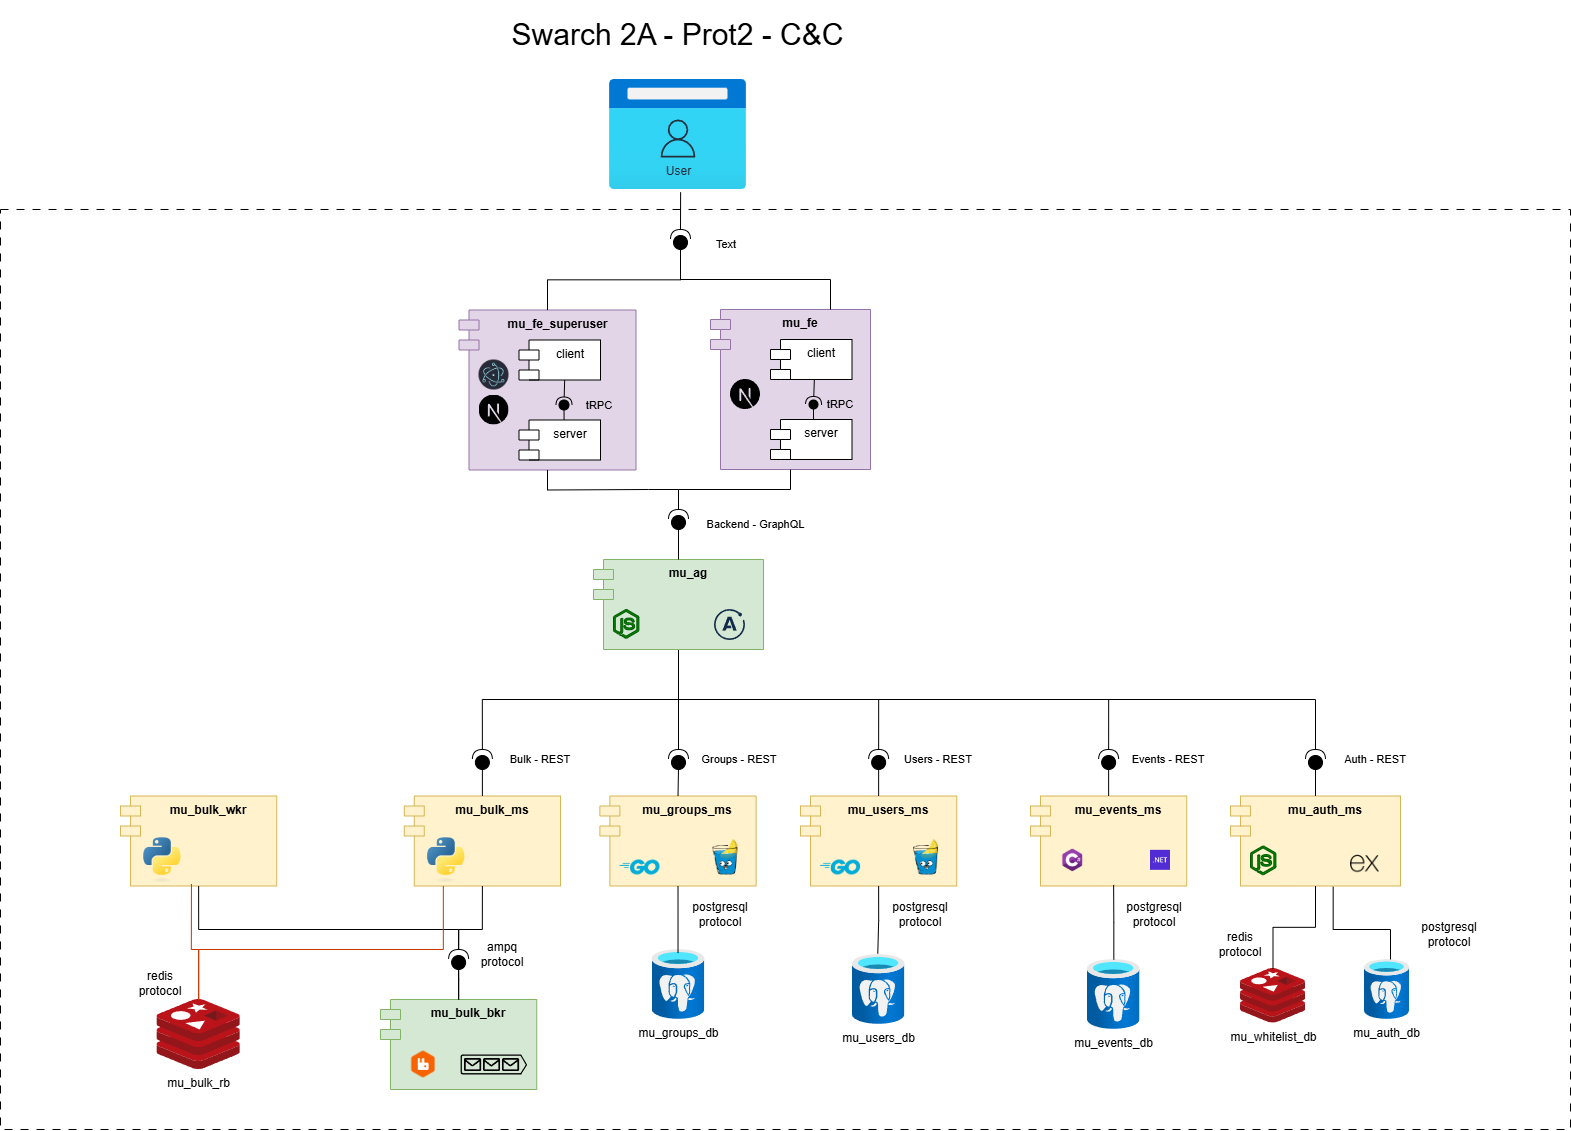 Swarch 2A - Prot2 - C&C
User
Text
mu_fe_superuser
client
tRPC
server
N
mu_fe
client
tRPC
server
N
Backend - GraphQL
mu_ag
JS
A
Bulk - REST
Groups - REST
Users - REST
Events - REST
Auth - REST
mu_bulk_wkr
mu_bulk_ms
mu_groups_ms
GO
mu_users_ms
GO
mu_events_ms
C#
.NET
mu_auth_ms
JS
ex
redis
protocol
mu_bulk_rb
ampq
protocol
mu_bulk_bkr
postgresql
protocol
mu_groups_db
postgresql
protocol
mu_users_db
postgresql
protocol
mu_events_db
redis
protocol
mu_whitelist_db
postgresql
protocol
mu_auth_db